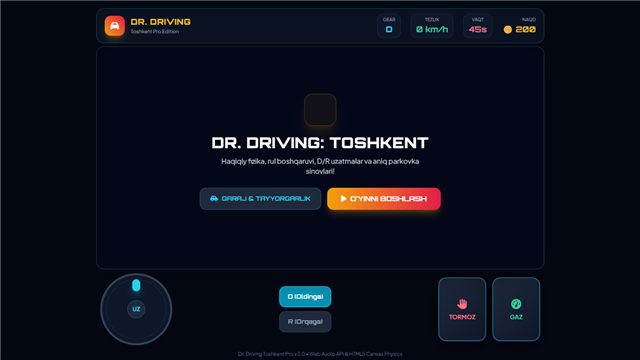 DR. DRIVING
Toshkent Pro Edition
GEAR
D
TEZLIK
0 km/h
VAQT
45s
NAQD
200
DR. DRIVING: TOSHKENT
Haqiqiy fizika, rul boshqaruvi, D/R uzatmalar va aniq parkovka
sinovlari!
GARAJ & TAYYORGARLIK
O'YINNI BOSHLASH
UZ
D (Oldinga)
R (Orqaga)
TORMOZ
GAZ
Dr. Driving Toshkent Pro v2.0 • Web Audio API & HTML5 Canvas Physics